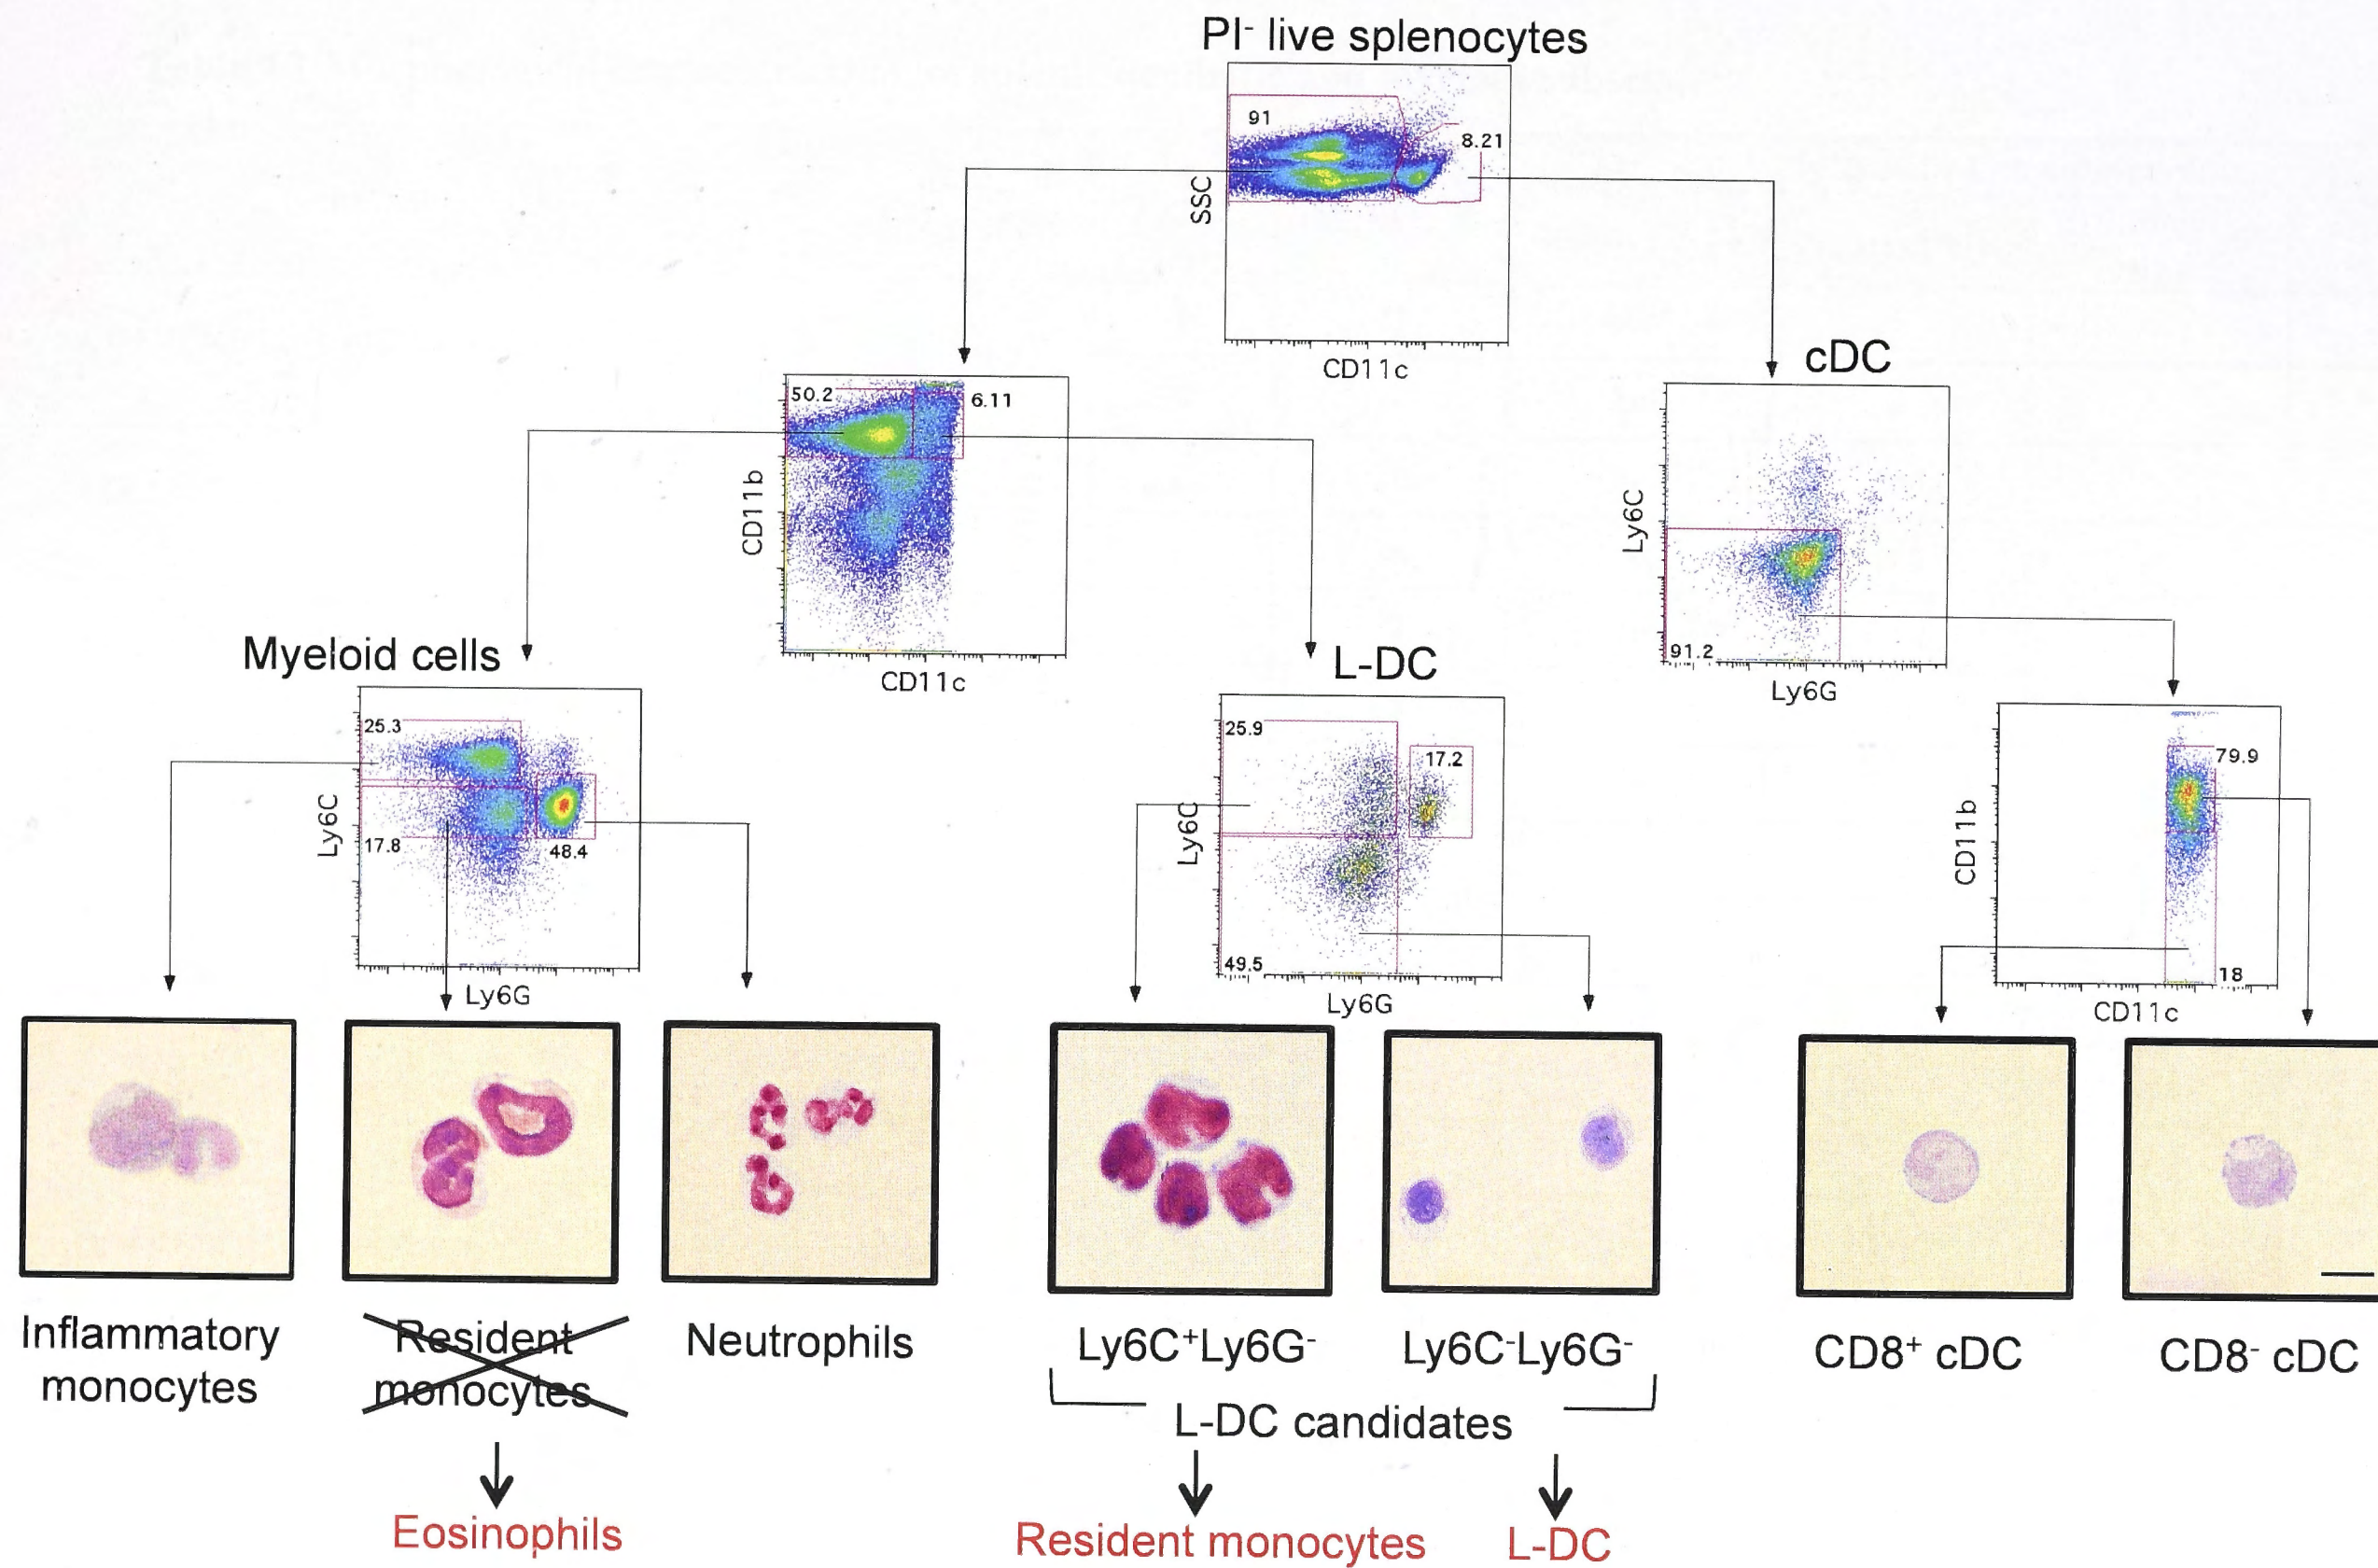 PI⁻ live splenocytes
91
8.21
SSC
CD11c
cDC
50.2
6.11
CD11b
CD11c
Ly6C
91.2
Ly6G
Myeloid cells
25.3
Ly6C
17.8
48.4
Ly6G
L-DC
25.9
17.2
Ly6C
49.5
Ly6G
79.9
CD11b
18
CD11c
Inflammatory
monocytes
Resident
monocytes
Neutrophils
Ly6C⁺Ly6G⁻
Ly6C⁻Ly6G⁻
CD8⁺ cDC
CD8⁻ cDC
L-DC candidates
Eosinophils
Resident monocytes
L-DC